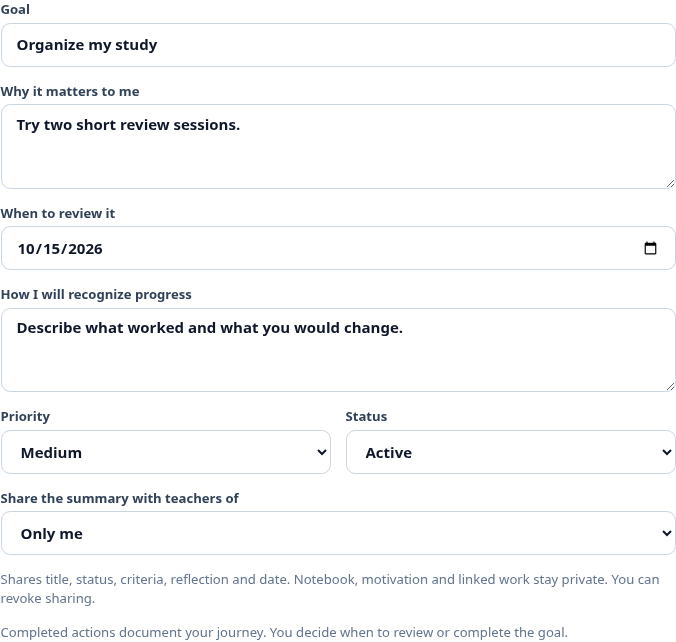 Goal
Organize my study
Why it matters to me
Try two short review sessions.
When to review it
10/15/2026
How I will recognize progress
Describe what worked and what you would change.
Priority
Status
Medium
Active
Share the summary with teachers of
Only me
Shares title, status, criteria, reflection and date. Notebook, motivation and linked work stay private. You can
revoke sharing.
Completed actions document your journey. You decide when to review or complete the goal.